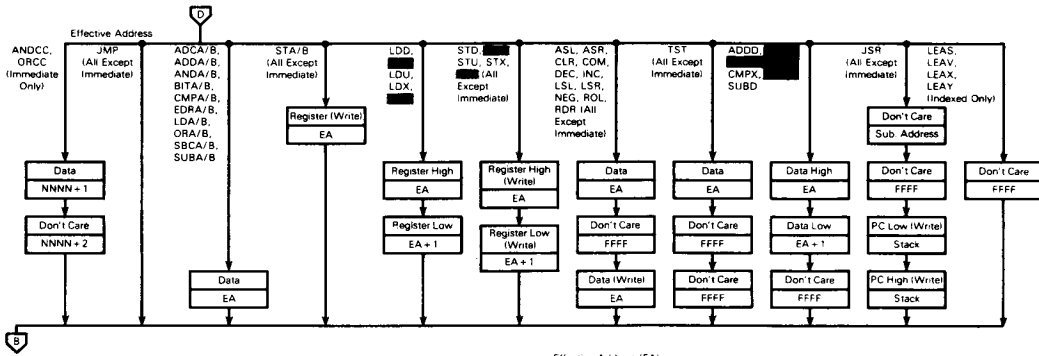 D
Effective Address
ANDCC,
ORCC
(Immediate
Only)
JMP
(All Except
Immediate)
ADCA/B,
ADDA/B,
ANDA/B,
BITA/B,
CMPA/B,
EDRA/B,
LDA/B,
ORA/B,
SBCA/B,
SUBA/B
STA/B
(All Except
Immediate)
LDD,
LDU,
LDX,
STD,
STU, STX,
(All
Except
Immediate)
ASL, ASR,
CLR, COM,
DEC, INC,
LSL, LSR,
NEG, ROL,
RDR (All
Except
Immediate)
TST
(All Except
Immediate)
ADDD,
CMPX,
SUBD
JSR
(All Except
Immediate)
LEAS,
LEAV,
LEAX,
LEAY
(Indexed Only)
Data
NNNN + 1
Don't Care
NNNN + 2
Data
EA
Register (Write)
EA
Register High
EA
Register Low
EA + 1
Register High
(Write)
EA
Register Low
(Write)
EA + 1
Data
EA
Don't Care
FFFF
Data (Write)
EA
Data
EA
Don't Care
FFFF
Don't Care
FFFF
Data High
EA
Data Low
EA + 1
Don't Care
FFFF
Don't Care
Sub. Address
Don't Care
FFFF
PC Low (Write)
Stack
PC High (Write)
Stack
Don't Care
FFFF
B